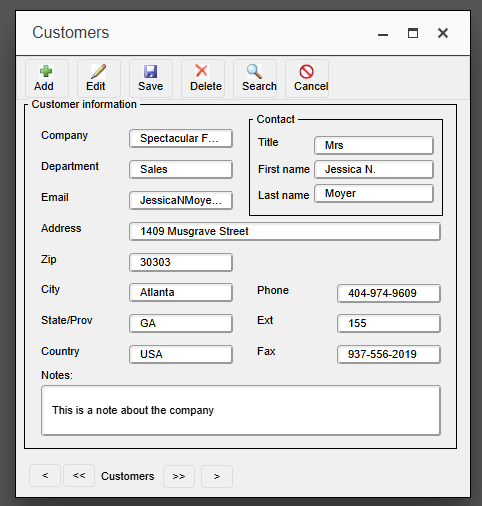 Customers
Add Edit Save Delete Search Cancel
Customer information
Contact
Company Spectacular F...
Title Mrs
Department Sales
First name Jessica N.
Email JessicaNMoye...
Last name Moyer
Address 1409 Musgrave Street
Zip 30303
City Atlanta
Phone 404-974-9609
State/Prov GA
Ext 155
Country USA
Fax 937-556-2019
Notes:
This is a note about the company
< << Customers >> >